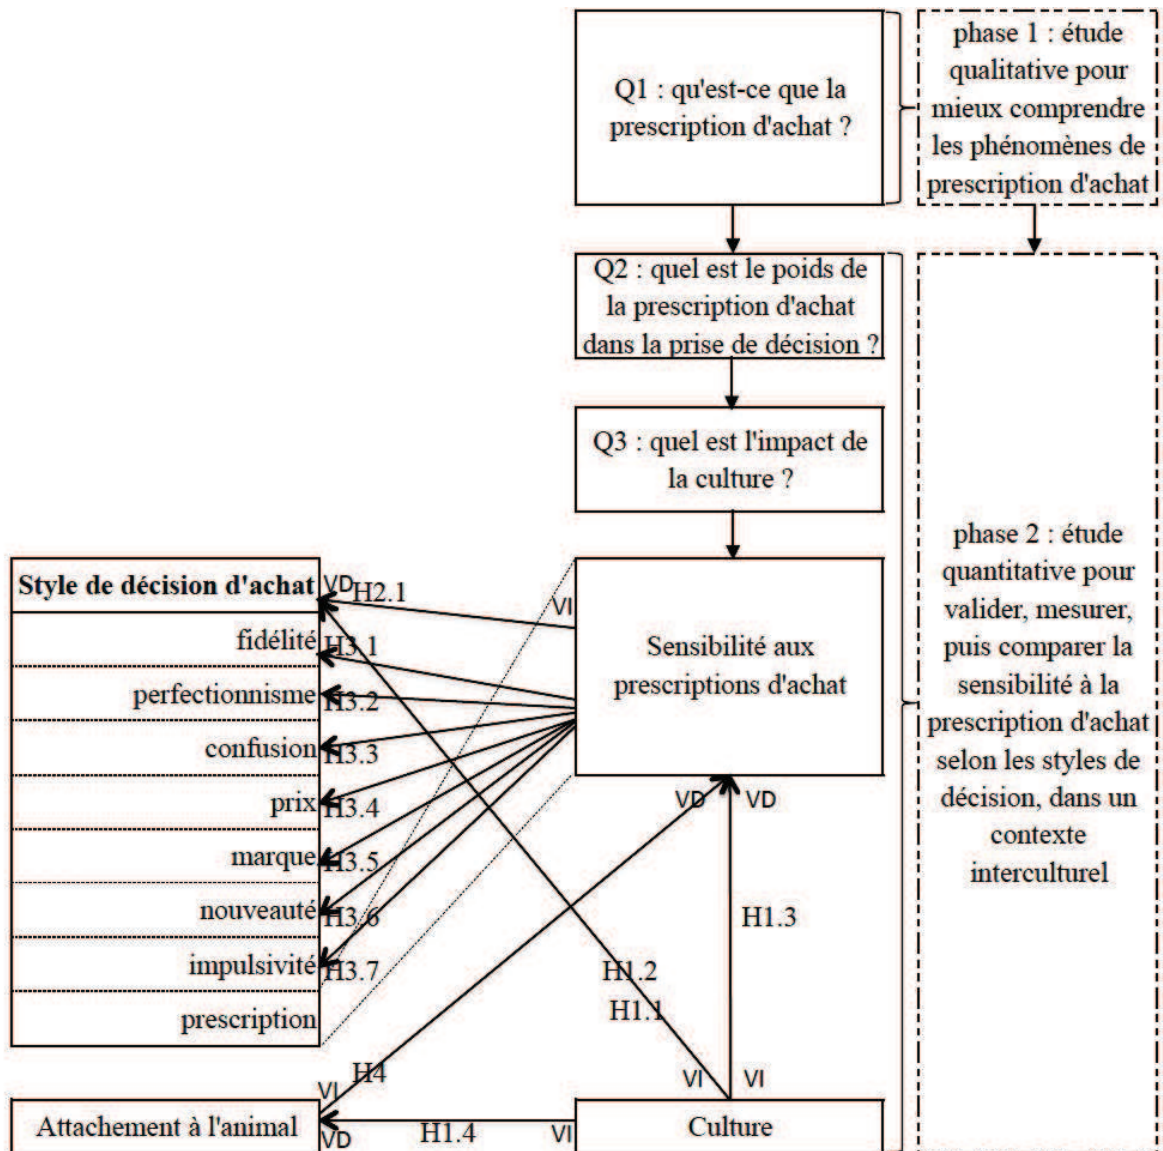 Q1 : qu'est-ce que la
prescription d'achat ?
phase 1 : étude
qualitative pour
mieux comprendre
les phénomènes de
prescription d'achat
Q2 : quel est le poids de
la prescription d'achat
dans la prise de décision ?
Q3 : quel est l'impact de
la culture ?
phase 2 : étude
quantitative pour
valider, mesurer,
puis comparer la
sensibilité à la
prescription d'achat
selon les styles de
décision, dans un
contexte
interculturel
Style de décision d'achat
VD
H2.1
VI
Sensibilité aux
prescriptions d'achat
fidélité
H3.1
perfectionnisme
H3.2
confusion
H3.3
prix
H3.4
marque
H3.5
nouveauté
H3.6
impulsivité
H3.7
prescription
VD
VD
H1.3
H1.2
H1.1
H4
VI
VI
VI
Attachement à l'animal
VD
H1.4
VI
Culture